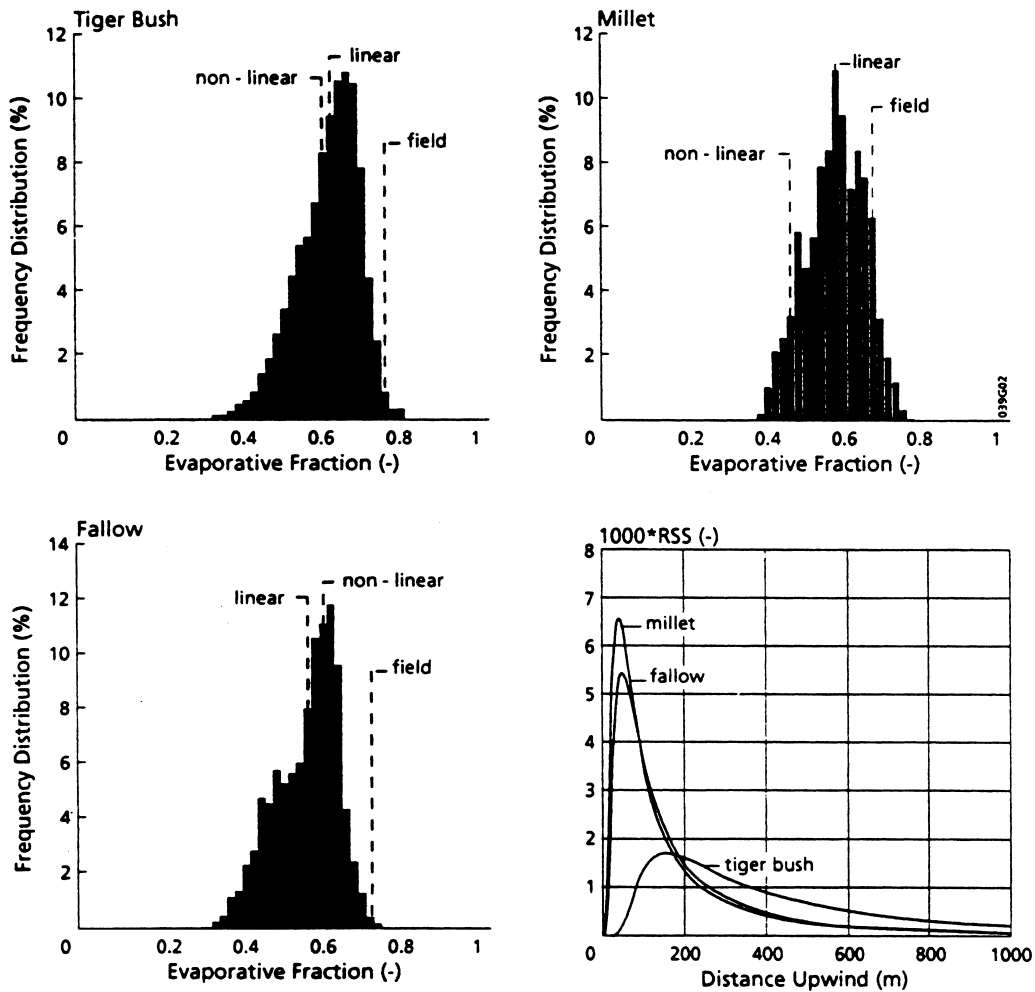 Tiger Bush
Frequency Distribution (%)
12
10
8
6
4
2
0
0.2
0.4
0.6
0.8
1
non - linear
linear
field
Evaporative Fraction (-)
Millet
Frequency Distribution (%)
12
10
8
6
4
2
0
0.2
0.4
0.6
0.8
1
linear
field
non - linear
039G02
Evaporative Fraction (-)
Fallow
Frequency Distribution (%)
14
12
10
8
6
4
2
0
0.2
0.4
0.6
0.8
1
linear
non - linear
field
Evaporative Fraction (-)
1000*RSS (-)
8
7
6
5
4
3
2
1
0
200
400
600
800
1000
millet
fallow
tiger bush
Distance Upwind (m)